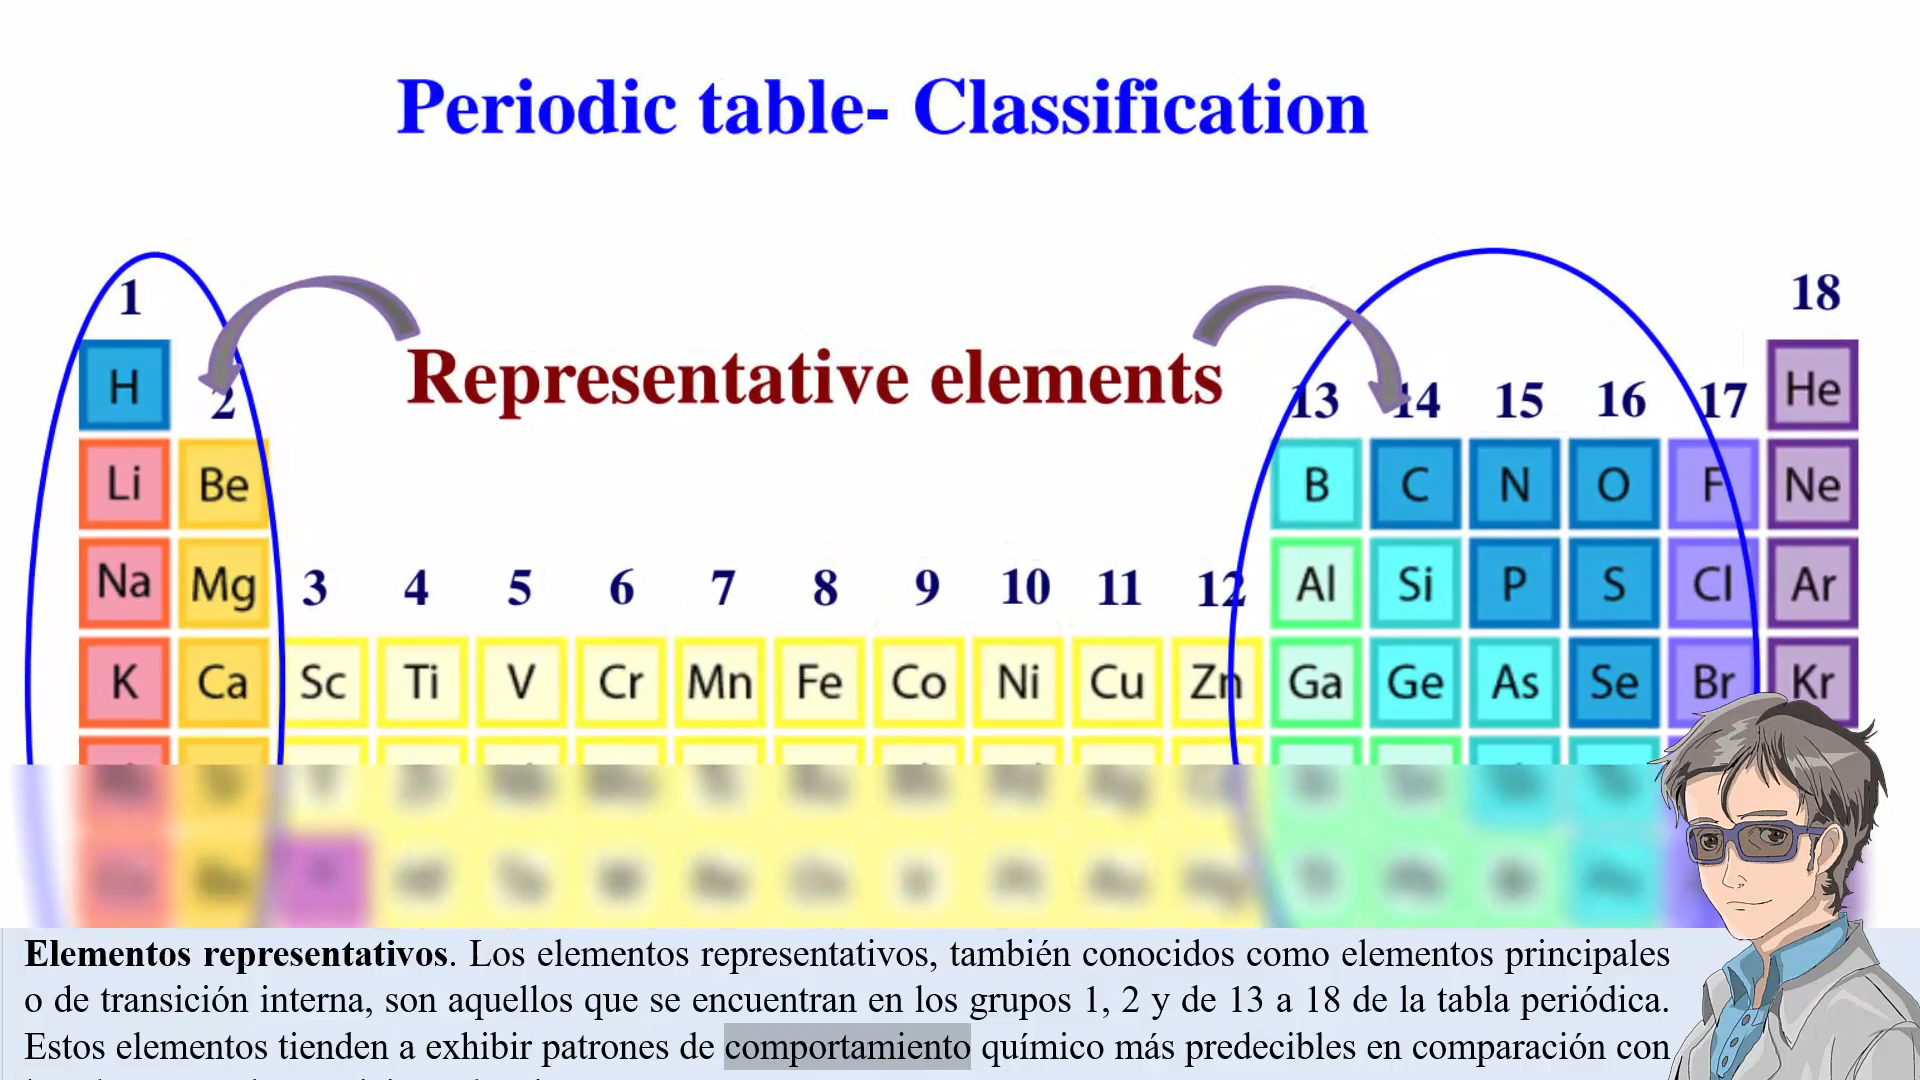 Periodic table- Classification
1
18
Representative elements
H
2
13 14 15 16 17
He
Li Be
B C N O F Ne
Na Mg
3 4 5 6 7 8 9 10 11 12
Al Si P S Cl Ar
K Ca Sc Ti V Cr Mn Fe Co Ni Cu Zn Ga Ge As Se Br Kr
Elementos representativos. Los elementos representativos, también conocidos como elementos principales
o de transición interna, son aquellos que se encuentran en los grupos 1, 2 y de 13 a 18 de la tabla periódica.
Estos elementos tienden a exhibir patrones de comportamiento químico más predecibles en comparación con